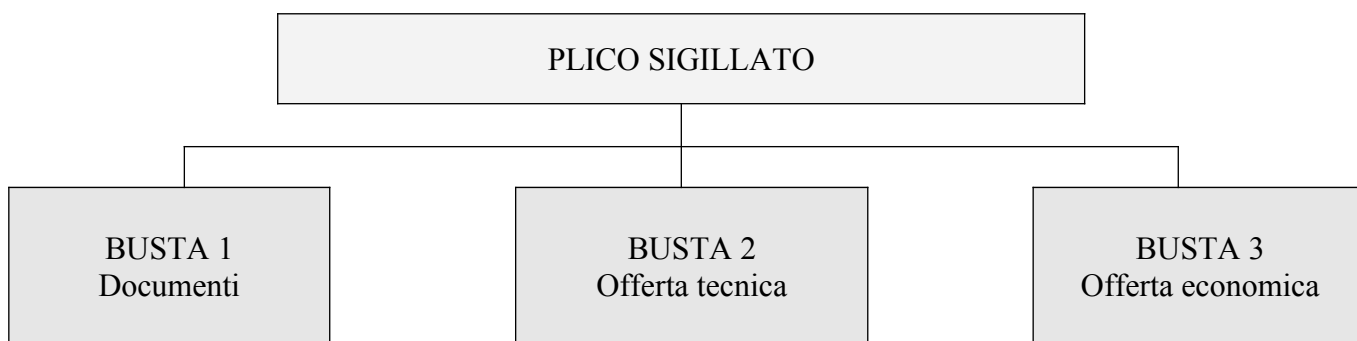 PLICO SIGILLATO
BUSTA 1
Documenti
BUSTA 2
Offerta tecnica
BUSTA 3
Offerta economica